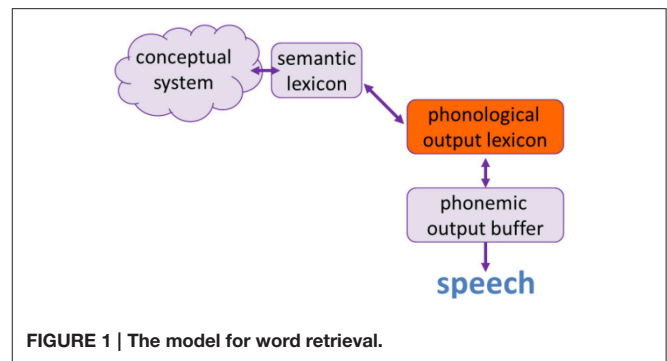 conceptual
system
semantic
lexicon
phonological
output lexicon
phonemic
output buffer
speech
FIGURE 1 | The model for word retrieval.